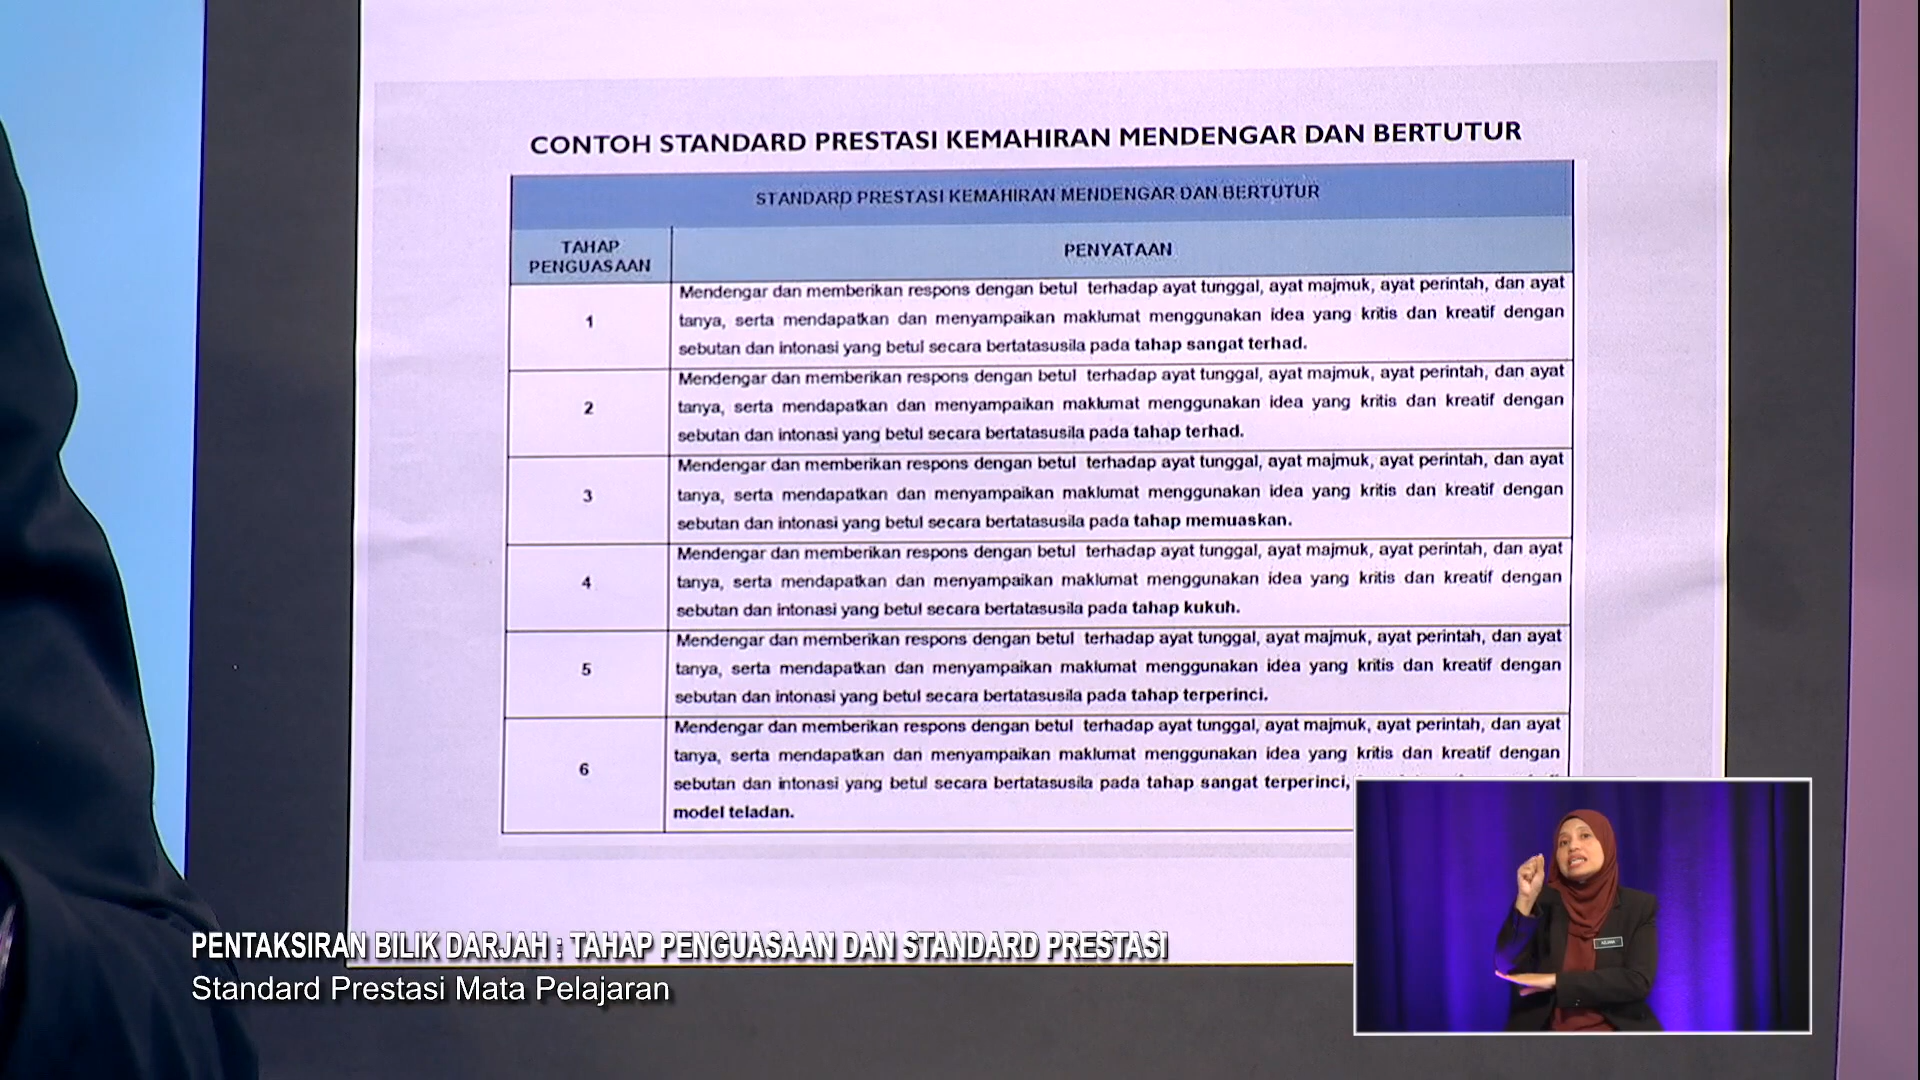 CONTOH STANDARD PRESTASI KEMAHIRAN MENDENGAR DAN BERTUTUR
STANDARD PRESTASI KEMAHIRAN MENDENGAR DAN BERTUTUR
TAHAP
PENGUASAAN
PENYATAAN
1
Mendengar dan memberikan respons dengan betul terhadap ayat tunggal, ayat majmuk, ayat perintah, dan ayat
tanya, serta mendapatkan dan menyampaikan maklumat menggunakan idea yang kritis dan kreatif dengan
sebutan dan intonasi yang betul secara bertatasusila pada tahap sangat terhad.
2
Mendengar dan memberikan respons dengan betul terhadap ayat tunggal, ayat majmuk, ayat perintah, dan ayat
tanya, serta mendapatkan dan menyampaikan maklumat menggunakan idea yang kritis dan kreatif dengan
sebutan dan intonasi yang betul secara bertatasusila pada tahap terhad.
3
Mendengar dan memberikan respons dengan betul terhadap ayat tunggal, ayat majmuk, ayat perintah, dan ayat
tanya, serta mendapatkan dan menyampaikan maklumat menggunakan idea yang kritis dan kreatif dengan
sebutan dan intonasi yang betul secara bertatasusila pada tahap memuaskan.
4
Mendengar dan memberikan respons dengan betul terhadap ayat tunggal, ayat majmuk, ayat perintah, dan ayat
tanya, serta mendapatkan dan menyampaikan maklumat menggunakan idea yang kritis dan kreatif dengan
sebutan dan intonasi yang betul secara bertatasusila pada tahap kukuh.
5
Mendengar dan memberikan respons dengan betul terhadap ayat tunggal, ayat majmuk, ayat perintah, dan ayat
tanya, serta mendapatkan dan menyampaikan maklumat menggunakan idea yang kritis dan kreatif dengan
sebutan dan intonasi yang betul secara bertatasusila pada tahap terperinci.
6
Mendengar dan memberikan respons dengan betul terhadap ayat tunggal, ayat majmuk, ayat perintah, dan ayat
tanya, serta mendapatkan dan menyampaikan maklumat menggunakan idea yang kritis dan kreatif dengan
sebutan dan intonasi yang betul secara bertatasusila pada tahap sangat terperinci,
model teladan.
PENTAKSIRAN BILIK DARJAH : TAHAP PENGUASAAN DAN STANDARD PRESTASI
Standard Prestasi Mata Pelajaran